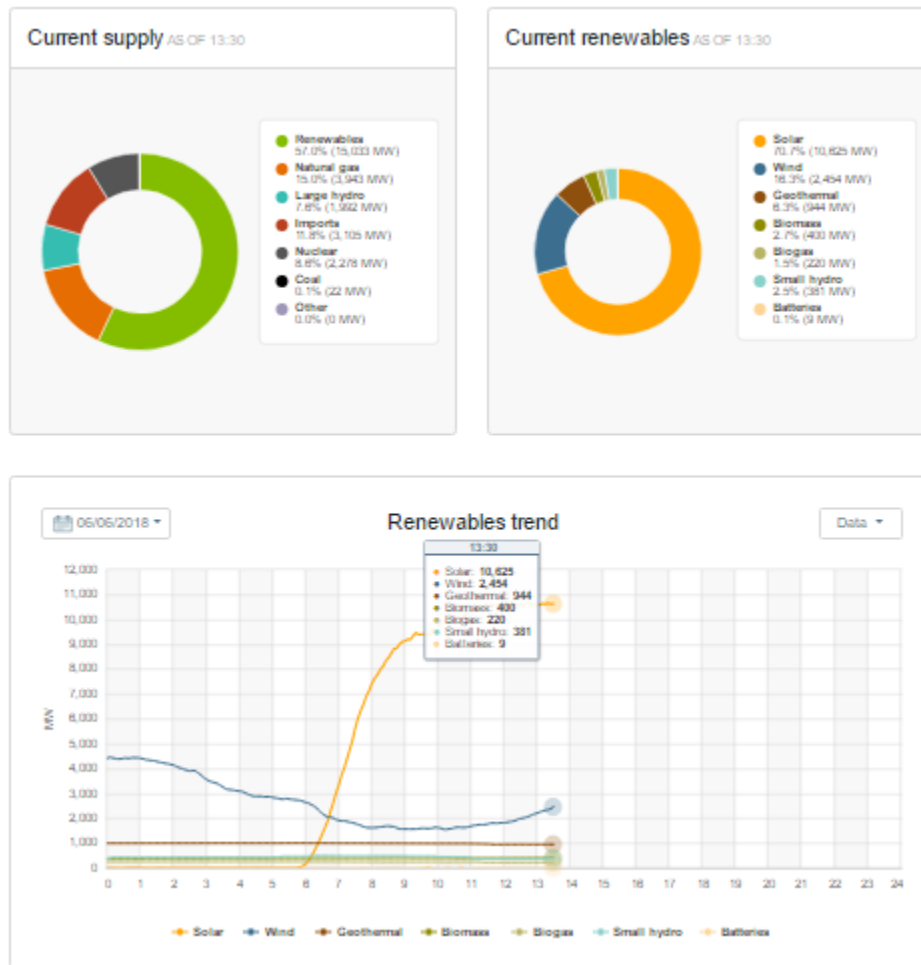 Current supply AS OF 13:30
Renewables
57.0% (15,033 MW)
Natural gas
15.0% (3,943 MW)
Large hydro
7.6% (1,992 MW)
Imports
11.8% (3,105 MW)
Nuclear
8.6% (2,278 MW)
Coal
0.1% (22 MW)
Other
0.0% (0 MW)
Current renewables AS OF 13:30
Solar
70.7% (10,625 MW)
Wind
16.3% (2,454 MW)
Geothermal
6.3% (944 MW)
Biomass
2.7% (400 MW)
Biogas
1.5% (220 MW)
Small hydro
2.5% (381 MW)
Batteries
0.1% (9 MW)
06/06/2018
Renewables trend
Data
13:30
Solar: 10,625
Wind: 2,454
Geothermal: 944
Biomass: 400
Biogas: 220
Small hydro: 381
Batteries: 9
MW
12,000
11,000
10,000
9,000
8,000
7,000
6,000
5,000
4,000
3,000
2,000
1,000
0
0 1 2 3 4 5 6 7 8 9 10 11 12 13 14 15 16 17 18 19 20 21 22 23 24
Solar Wind Geothermal Biomass Biogas Small hydro Batteries